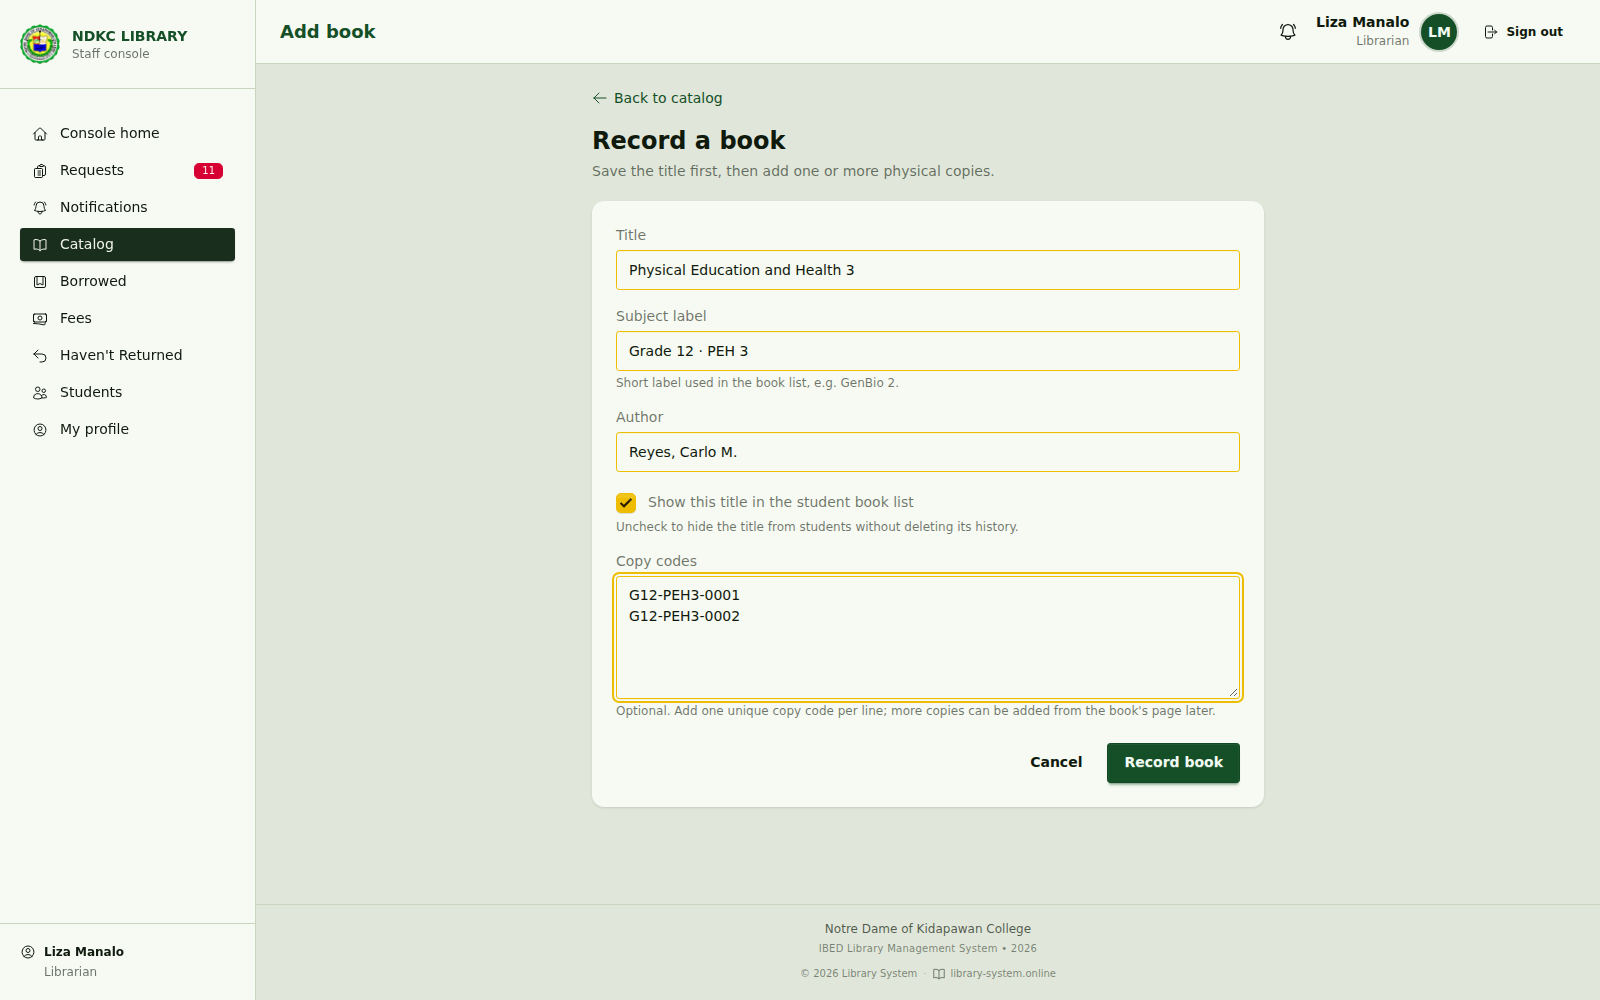 NDKC LIBRARY
Staff console
Console home
Requests 11
Notifications
Catalog
Borrowed
Fees
Haven't Returned
Students
My profile
Liza Manalo
Librarian
Add book
Liza Manalo
Librarian
LM
Sign out
Back to catalog
Record a book
Save the title first, then add one or more physical copies.
Title
Physical Education and Health 3
Subject label
Grade 12 · PEH 3
Short label used in the book list, e.g. GenBio 2.
Author
Reyes, Carlo M.
Show this title in the student book list
Uncheck to hide the title from students without deleting its history.
Copy codes
G12-PEH3-0001
G12-PEH3-0002
Optional. Add one unique copy code per line; more copies can be added from the book's page later.
Cancel
Record book
Notre Dame of Kidapawan College
IBED Library Management System • 2026
© 2026 Library System · library-system.online